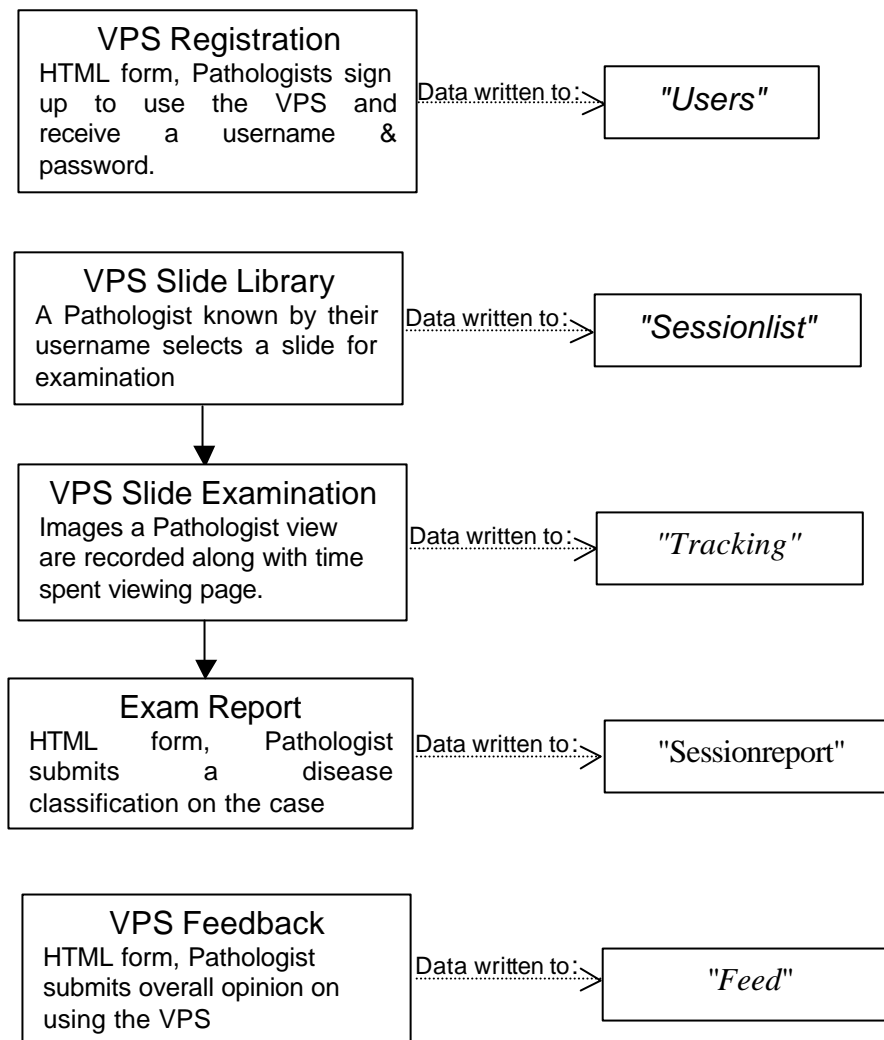 VPS Registration
HTML form, Pathologists sign
up to use the VPS and
receive a username &
password.
Data written to:
"Users"
VPS Slide Library
A Pathologist known by their
username selects a slide for
examination
Data written to:
"Sessionlist"
VPS Slide Examination
Images a Pathologist view
are recorded along with time
spent viewing page.
Data written to:
"Tracking"
Exam Report
HTML form, Pathologist
submits a disease
classification on the case
Data written to:
"Sessionreport"
VPS Feedback
HTML form, Pathologist
submits overall opinion on
using the VPS
Data written to:
"Feed"